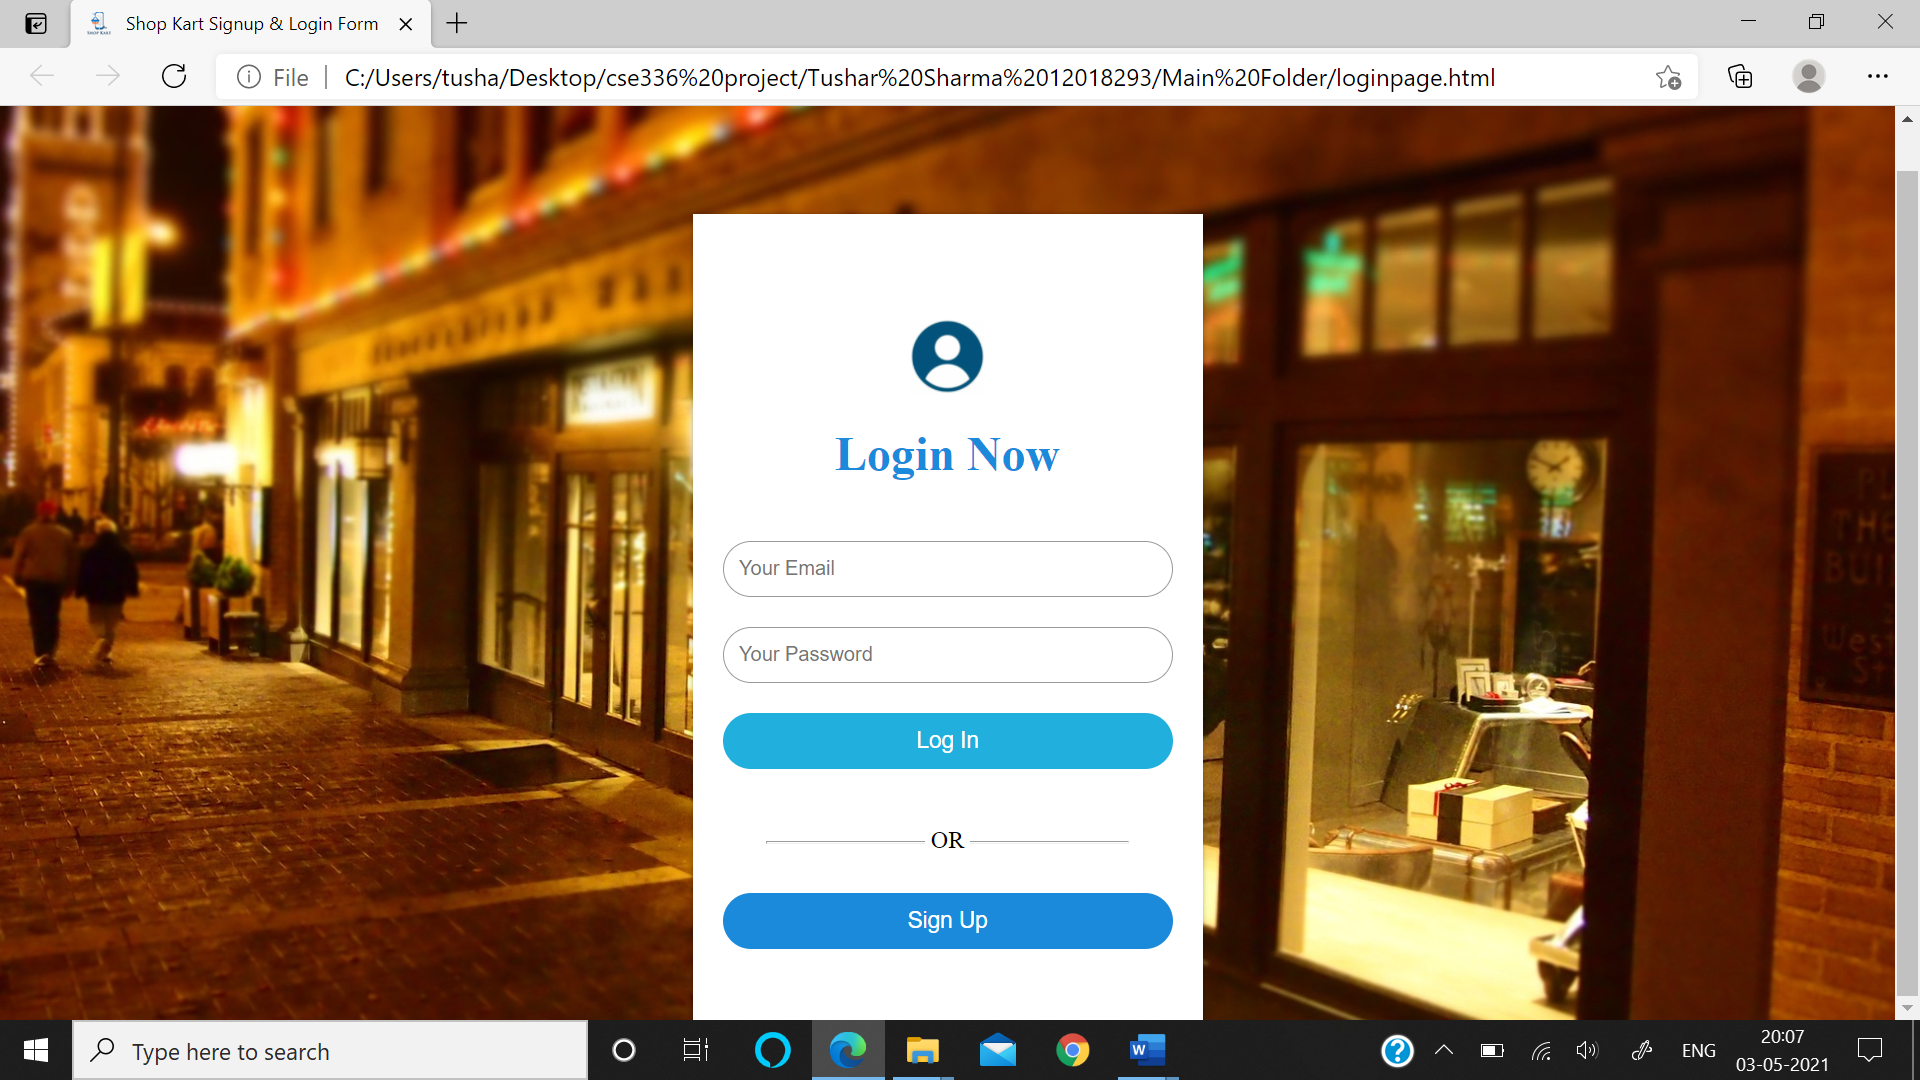 Shop Kart Signup & Login Form
File
C:/Users/tusha/Desktop/cse336%20project/Tushar%20Sharma%2012018293/Main%20Folder/loginpage.html
Login Now
Your Email
Your Password
Log In
OR
Sign Up
Type here to search
ENG
20:07
03-05-2021